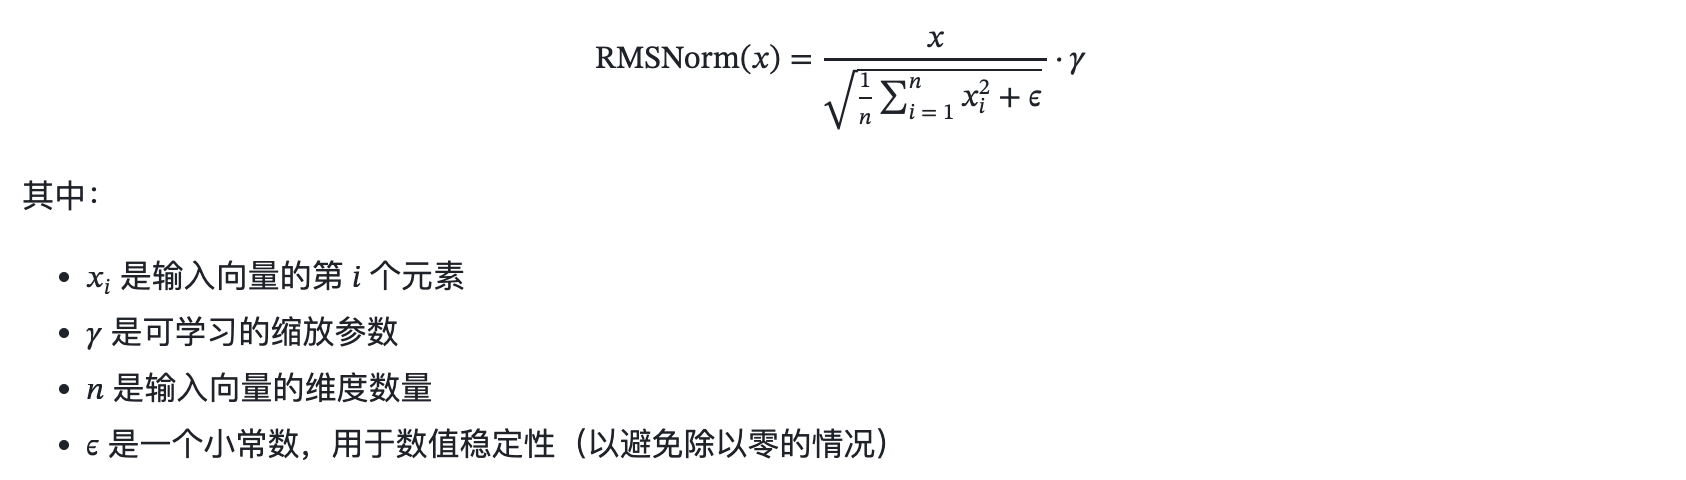 RMSNorm(x) = \frac{x}{\sqrt{\frac{1}{n} \sum_{i=1}^{n} x_i^2 + \epsilon}} \cdot \gamma
其中：
• x_i 是输入向量的第 i 个元素
• γ 是可学习的缩放参数
• n 是输入向量的维度数量
• ϵ 是一个小常数，用于数值稳定性（以避免除以零的情况）